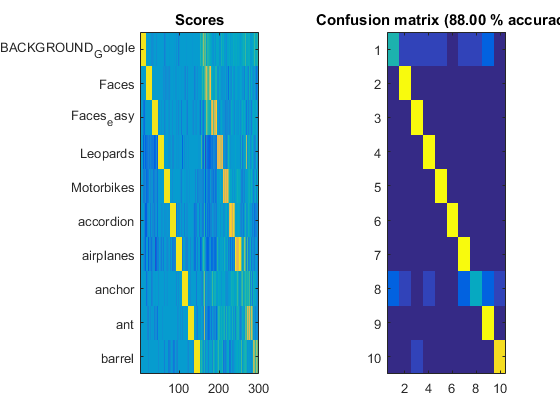 Scores
BACKGROUND_Google
Faces
Faces_easy
Leopards
Motorbikes
accordion
airplanes
anchor
ant
barrel
100 200 300
Confusion matrix (88.00 % accurac
1
2
3
4
5
6
7
8
9
10
2 4 6 8 10